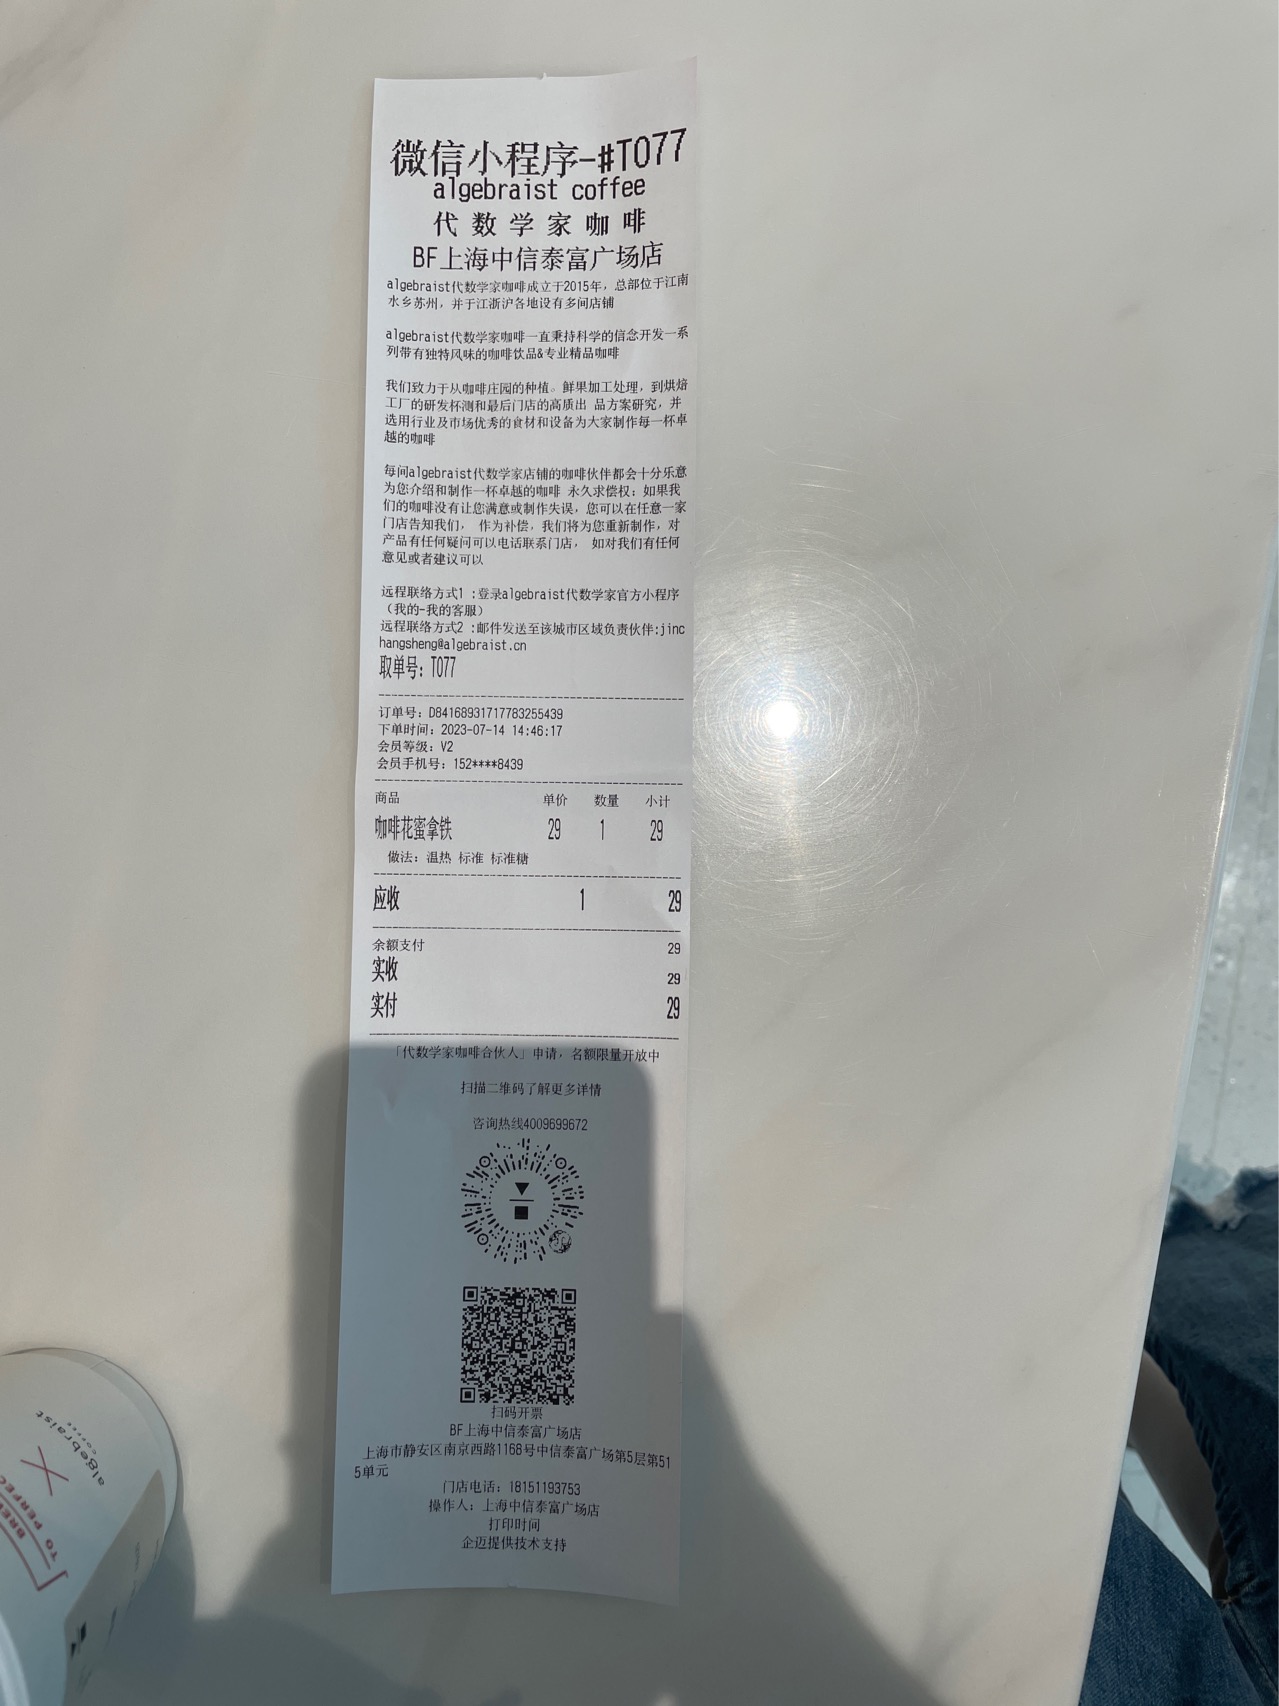 微信小程序-#T077
algebraist coffee
代数学家咖啡
BF上海中信泰富广场店
algebraist代数学家咖啡成立于2015年，总部位于江南
水乡苏州，并于江浙沪各地设有多间店铺
algebraist代数学家咖啡一直秉持科学的信念开发一系
列带有独特风味的咖啡饮品&专业精品咖啡
我们致力于从咖啡庄园的种植。鲜果加工处理，到烘焙
工厂的研发杯测和最后门店的高质出 品方案研究，并
选用行业及市场优秀的食材和设备为大家制作每一杯卓
越的咖啡
每间algebraist代数学家店铺的咖啡伙伴都会十分乐意
为您介绍和制作一杯卓越的咖啡 永久求偿权：如果我
们的咖啡没有让您满意或制作失误，您可以在任意一家
门店告知我们， 作为补偿，我们将为您重新制作，对
产品有任何疑问可以电话联系门店， 如对我们有任何
意见或者建议可以
远程联络方式1 :登录algebraist代数学家官方小程序
（我的-我的客服）
远程联络方式2 :邮件发送至该城市区域负责伙伴:jinc
hangsheng@algebraist.cn
取单号: T077
订单号: D84168931717783255439
下单时间: 2023-07-14 14:46:17
会员等级: V2
会员手机号: 152****8439
商品 单价 数量 小计
咖啡花蜜拿铁 29 1 29
做法: 温热 标准 标准糖
应收 1 29
余额支付 29
实收 29
实付 29
「代数学家咖啡合伙人」申请，名额限量开放中
扫描二维码了解更多详情
咨询热线4009699672
扫码开票
BF上海中信泰富广场店
上海市静安区南京西路1168号中信泰富广场第5层第51
5单元
门店电话: 18151193753
操作人: 上海中信泰富广场店
打印时间
企迈提供技术支持
algebraist
coffee
TO PERFEC